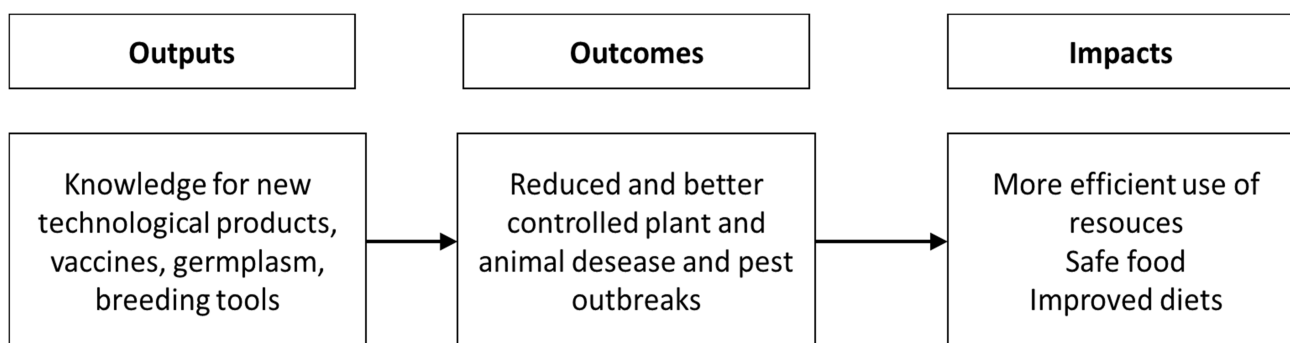 Outputs
Outcomes
Impacts
Knowledge for new
technological products,
vaccines, germplasm,
breeding tools
Reduced and better
controlled plant and
animal desease and pest
outbreaks
More efficient use of
resouces
Safe food
Improved diets